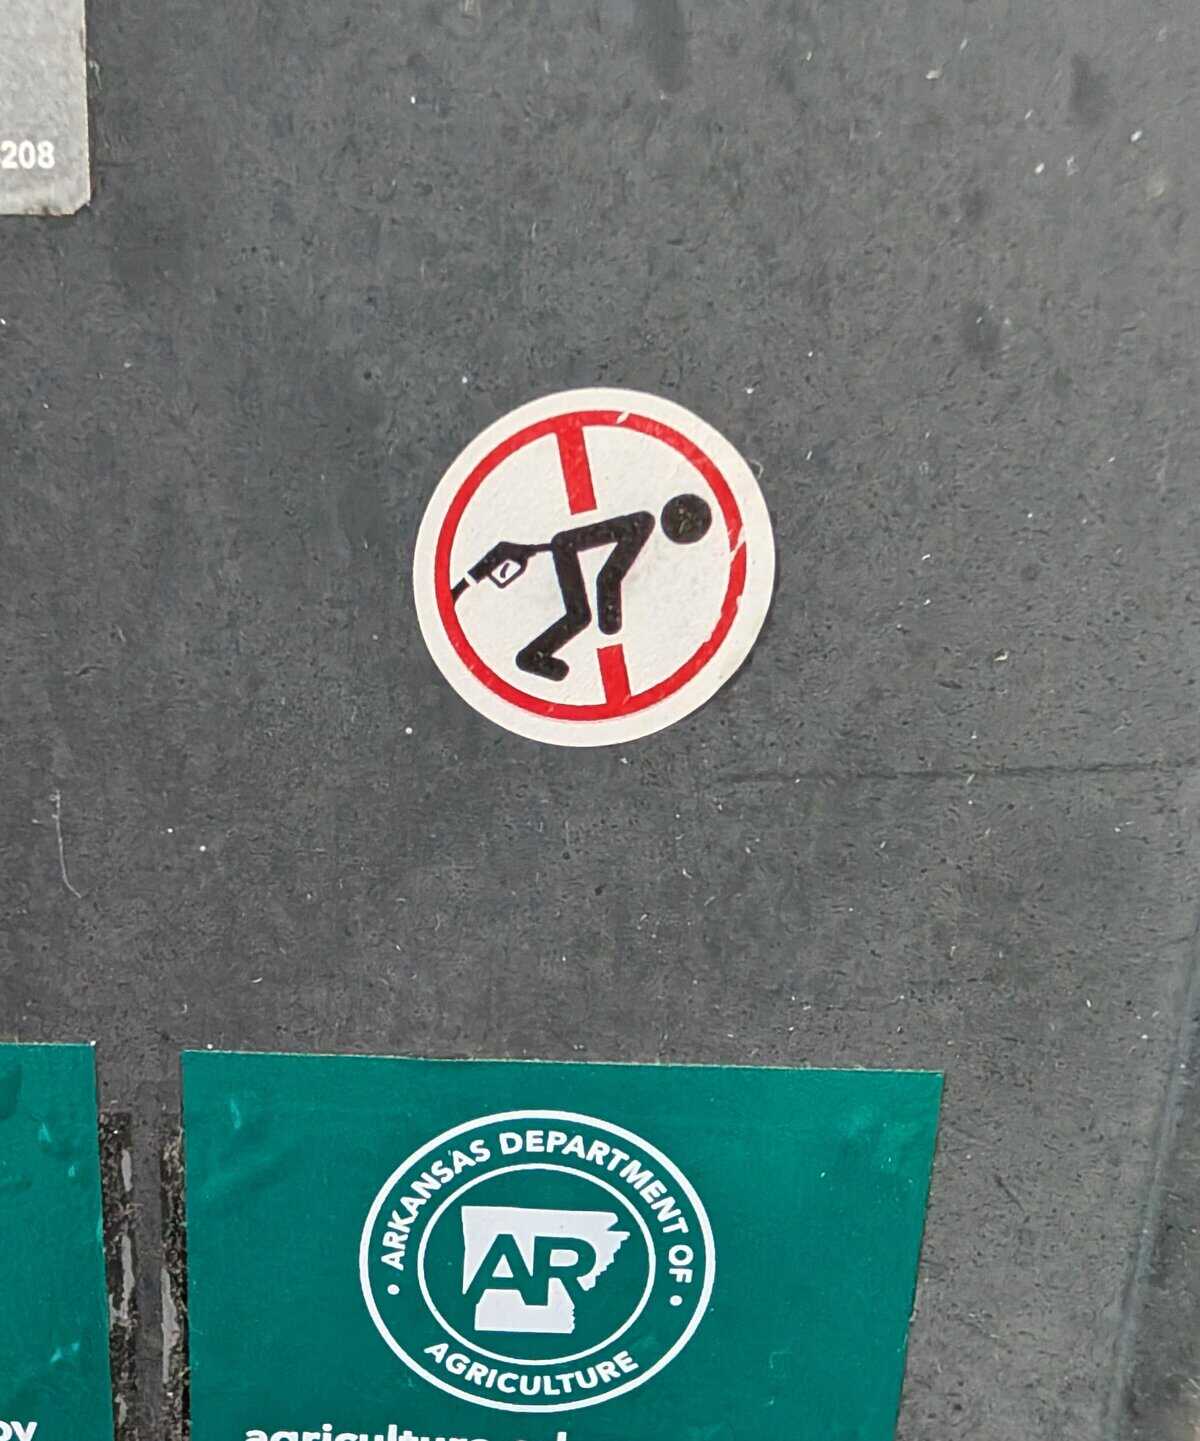 208
ARKANSAS DEPARTMENT OF
AR
AGRICULTURE